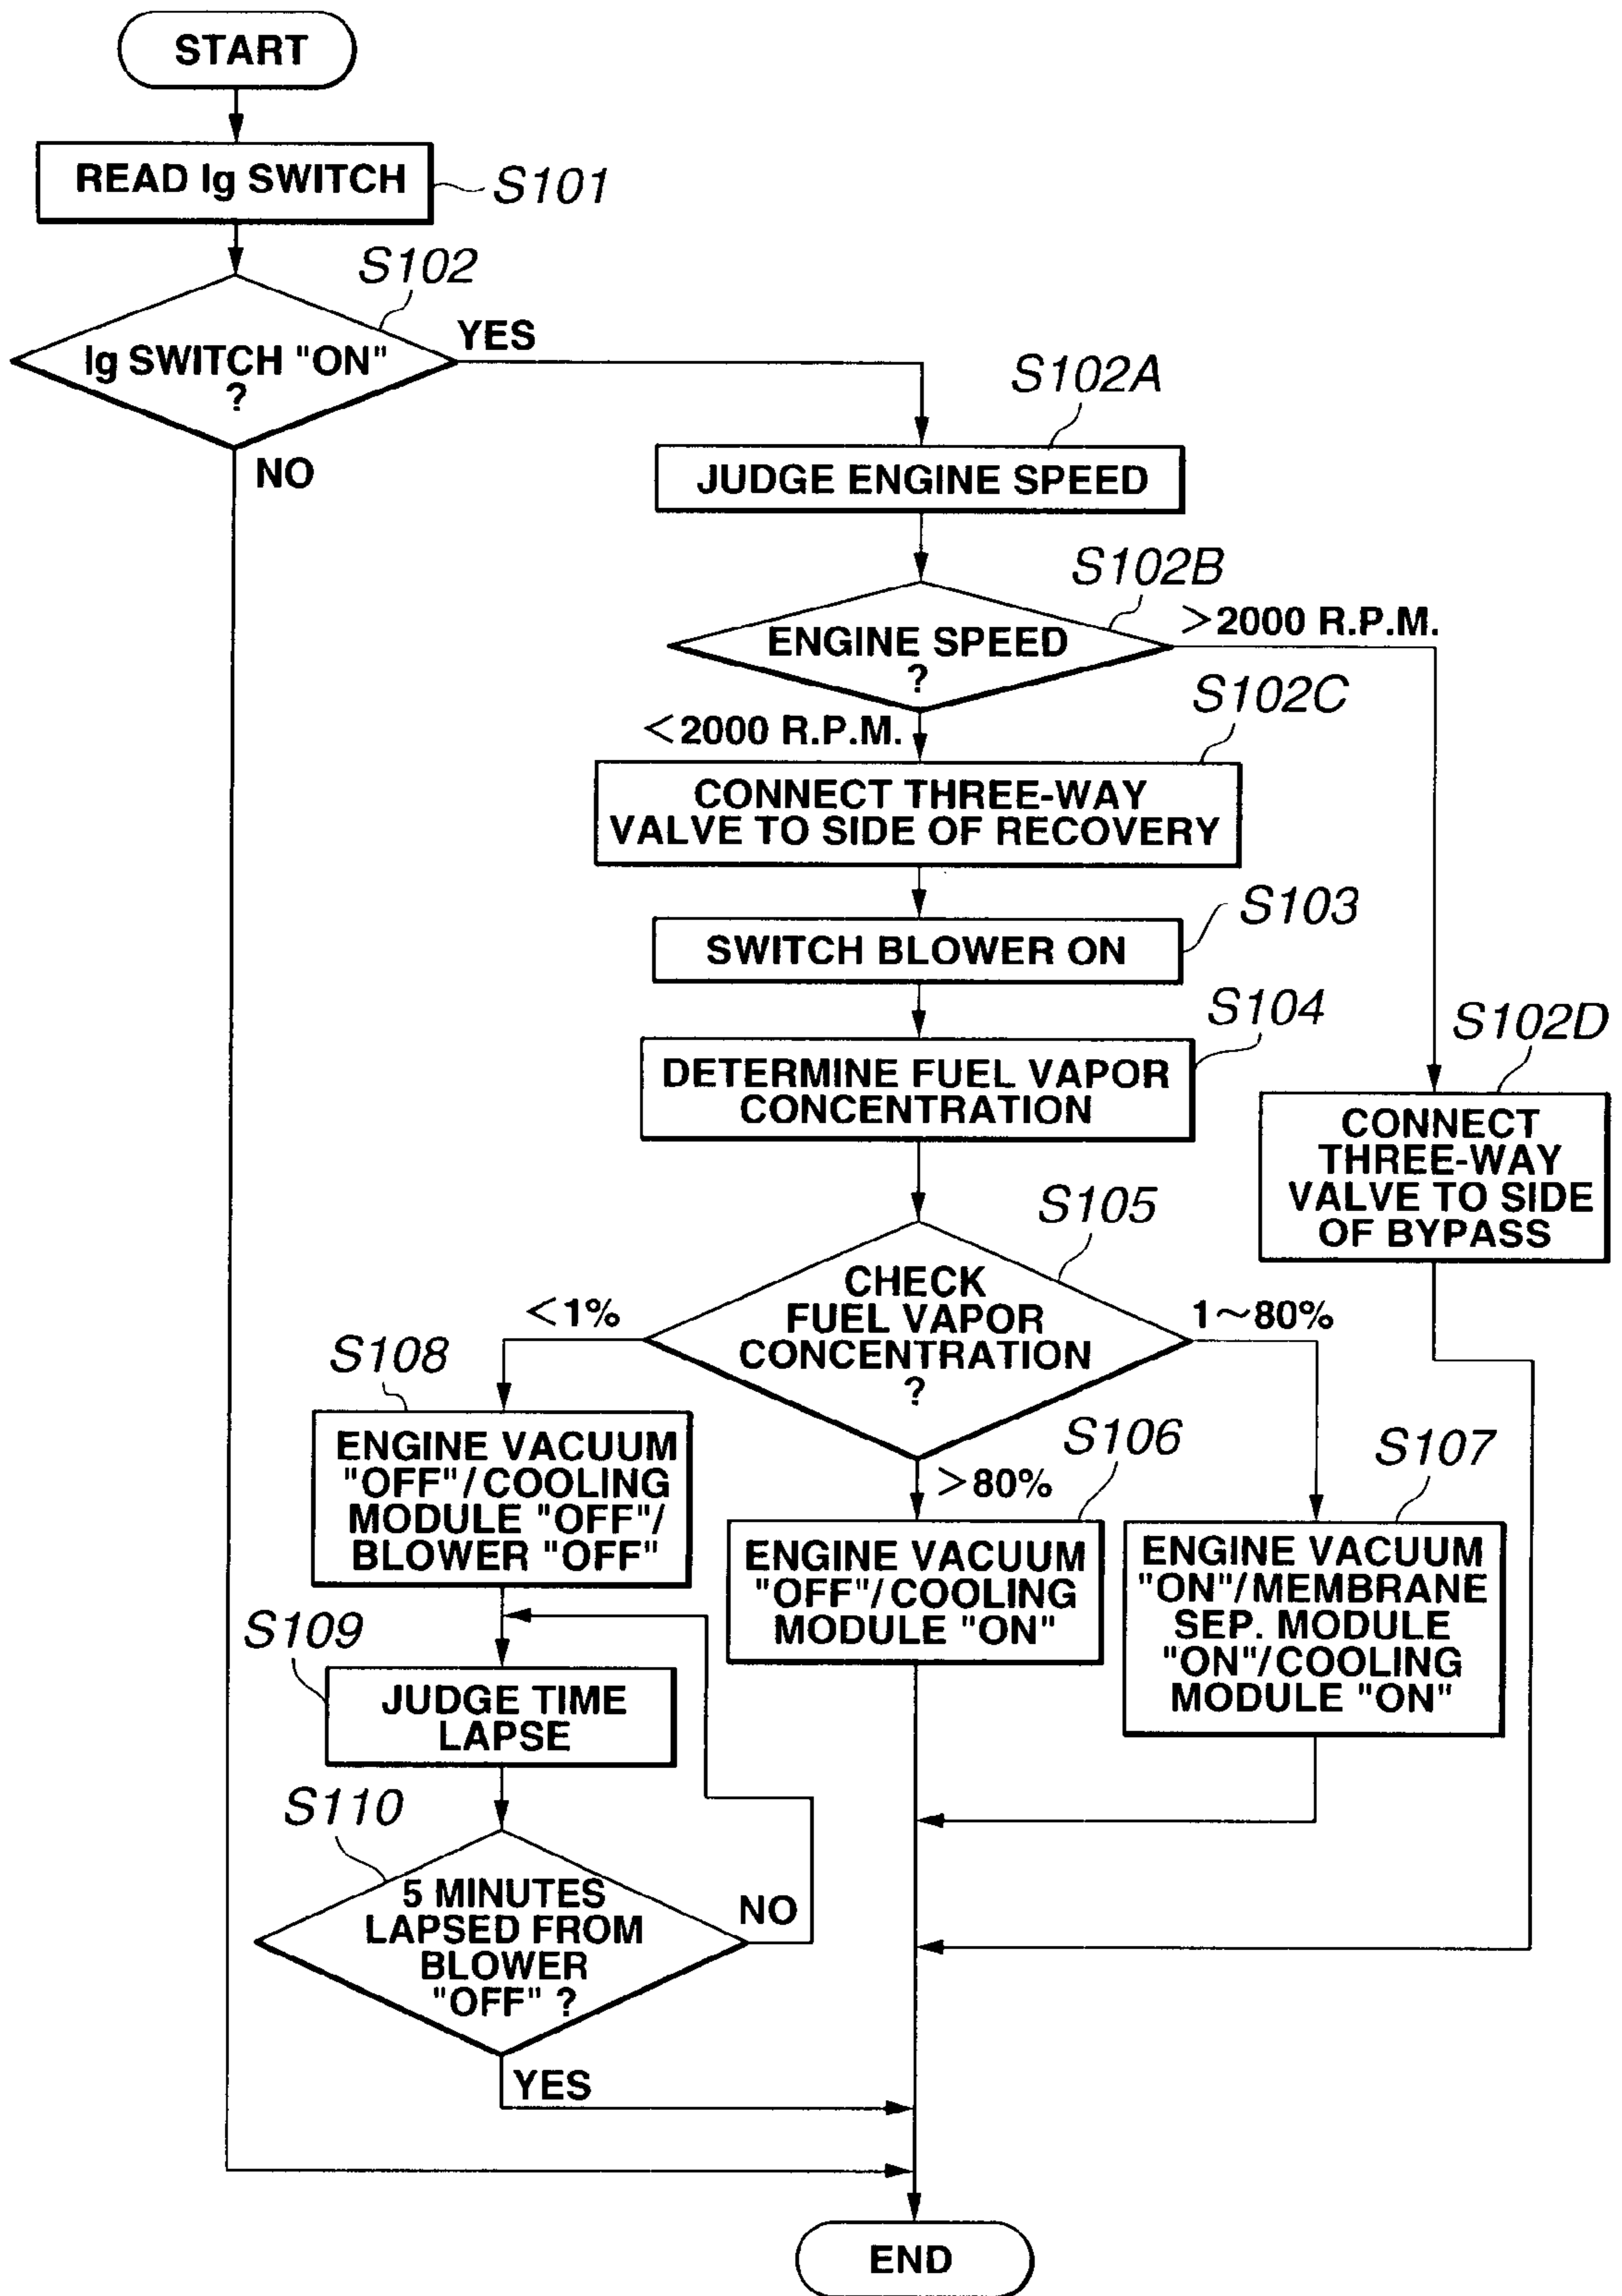 START
READ Ig SWITCH
S101
S102
Ig SWITCH "ON"
?
YES
NO
S102A
JUDGE ENGINE SPEED
S102B
ENGINE SPEED
?
>2000 R.P.M.
<2000 R.P.M.
S102C
CONNECT THREE-WAY
VALVE TO SIDE OF RECOVERY
S103
SWITCH BLOWER ON
S104
DETERMINE FUEL VAPOR
CONCENTRATION
S102D
CONNECT
THREE-WAY
VALVE TO SIDE
OF BYPASS
S105
CHECK
FUEL VAPOR
CONCENTRATION
?
<1%
1~80%
>80%
S108
ENGINE VACUUM
"OFF"/COOLING
MODULE "OFF"/
BLOWER "OFF"
S106
ENGINE VACUUM
"OFF"/COOLING
MODULE "ON"
S107
ENGINE VACUUM
"ON"/MEMBRANE
SEP. MODULE
"ON"/COOLING
MODULE "ON"
S109
JUDGE TIME
LAPSE
S110
5 MINUTES
LAPSED FROM
BLOWER
"OFF" ?
NO
YES
END